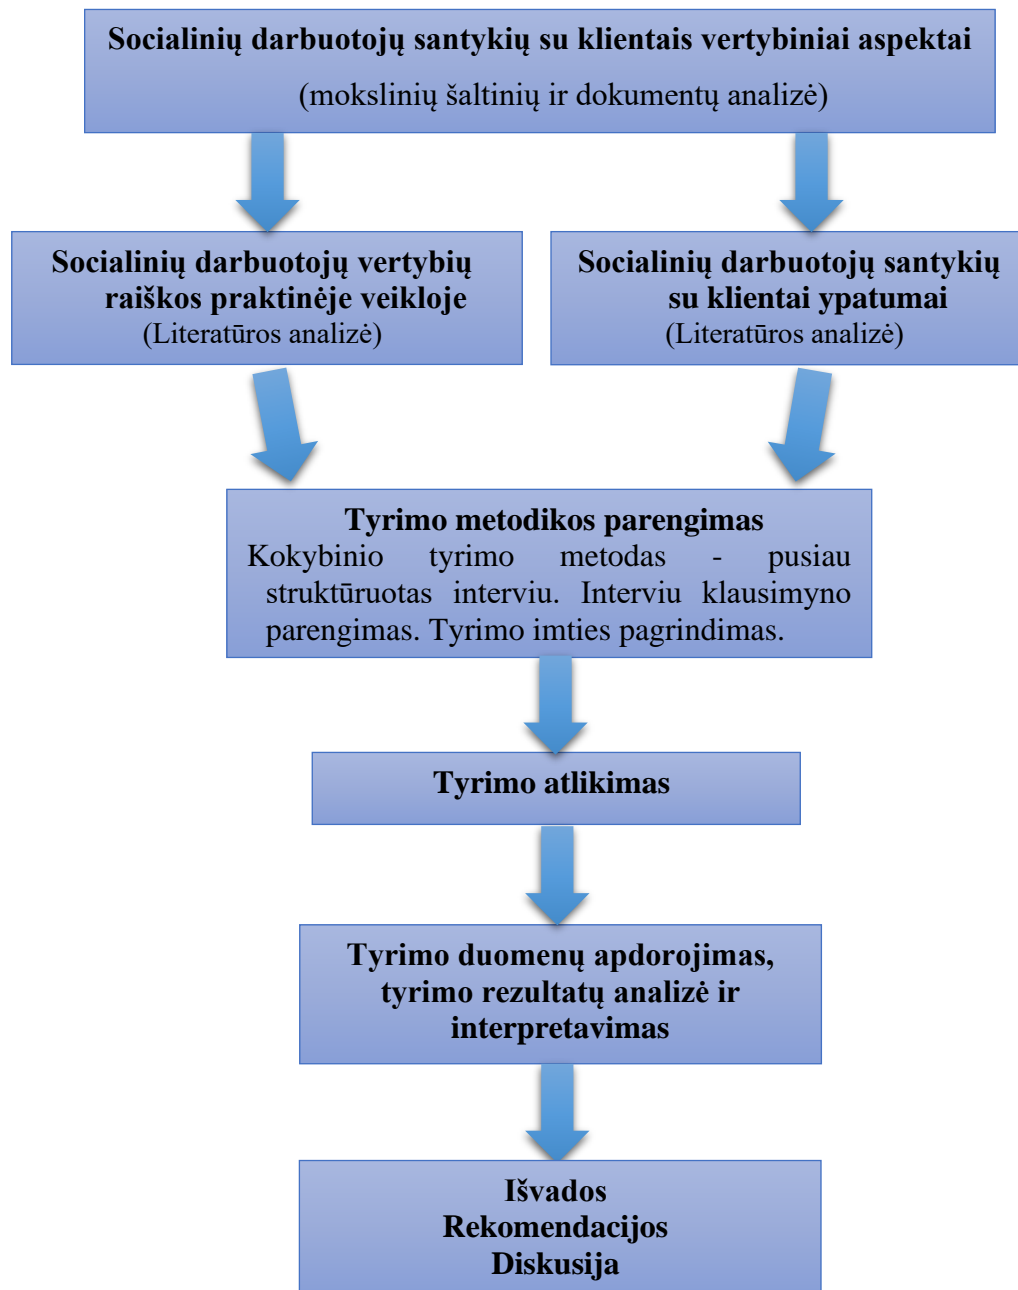 Socialinių darbuotojų santykių su klientais vertybiniai aspektai
(mokslinių šaltinių ir dokumentų analizė)
Socialinių darbuotojų vertybių
raiškos praktinėje veikloje
(Literatūros analizė)
Socialinių darbuotojų santykių
su klientai ypatumai
(Literatūros analizė)
Tyrimo metodikos parengimas
Kokybinio tyrimo metodas - pusiau
struktūruotas interviu. Interviu klausimyno
parengimas. Tyrimo imties pagrindimas.
Tyrimo atlikimas
Tyrimo duomenų apdorojimas,
tyrimo rezultatų analizė ir
interpretavimas
Išvados
Rekomendacijos
Diskusija